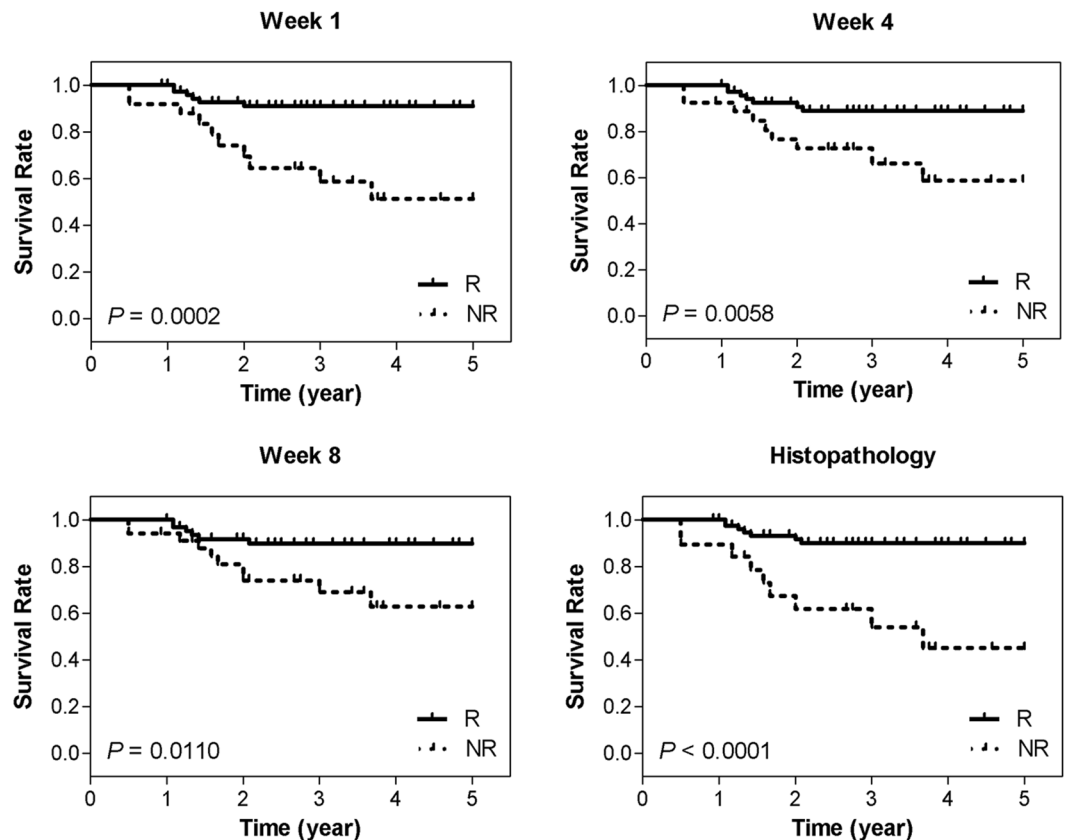 Week 1
Survival Rate
1.0
0.8
0.6
0.4
0.2
0.0
R
NR
P = 0.0002
0 1 2 3 4 5
Time (year)
Week 4
Survival Rate
1.0
0.8
0.6
0.4
0.2
0.0
R
NR
P = 0.0058
0 1 2 3 4 5
Time (year)
Week 8
Survival Rate
1.0
0.8
0.6
0.4
0.2
0.0
R
NR
P = 0.0110
0 1 2 3 4 5
Time (year)
Histopathology
Survival Rate
1.0
0.8
0.6
0.4
0.2
0.0
R
NR
P < 0.0001
0 1 2 3 4 5
Time (year)